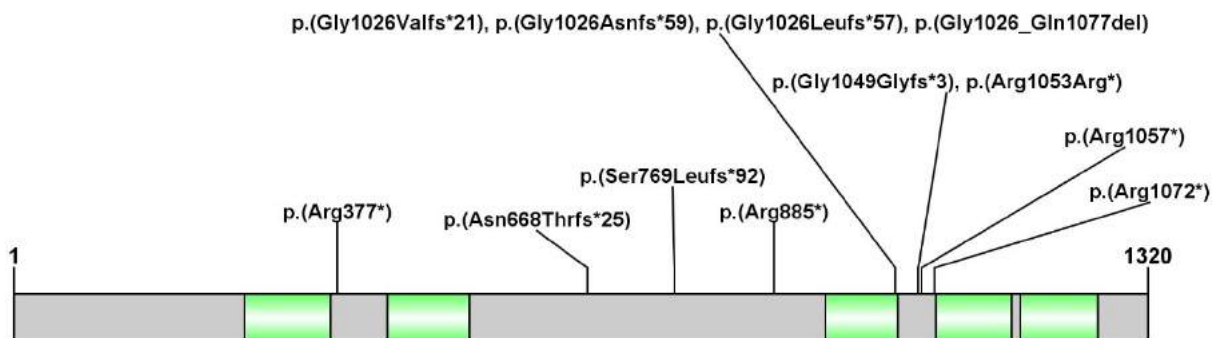 p.(Gly1026Valfs*21), p.(Gly1026Asnfs*59), p.(Gly1026Leufs*57), p.(Gly1026_Gln1077del)
p.(Gly1049Glyfs*3), p.(Arg1053Arg*)
p.(Arg1057*)
p.(Ser769Leufs*92)
p.(Arg1072*)
p.(Arg377*)
p.(Asn668Thrfs*25)
p.(Arg885*)
1
1320